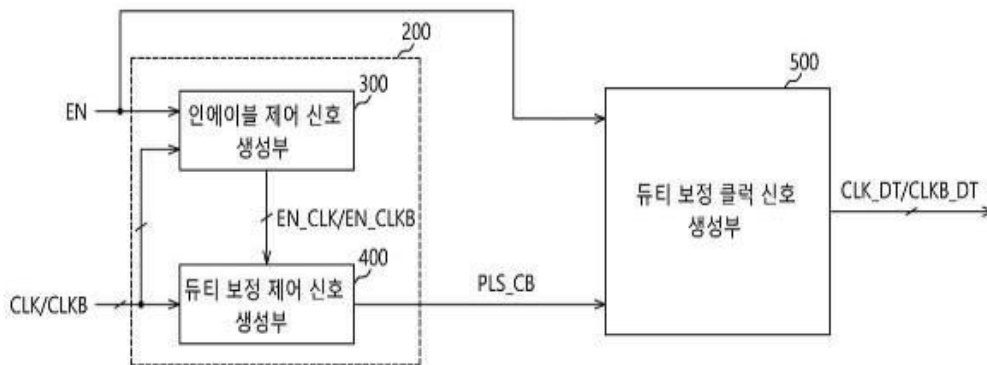 200
300
500
EN
인에이블 제어 신호
생성부
EN_CLK/EN_CLKB
듀티 보정 클럭 신호
생성부
CLK_DT/CLKB_DT
400
CLK/CLKB
듀티 보정 제어 신호
생성부
PLS_CB